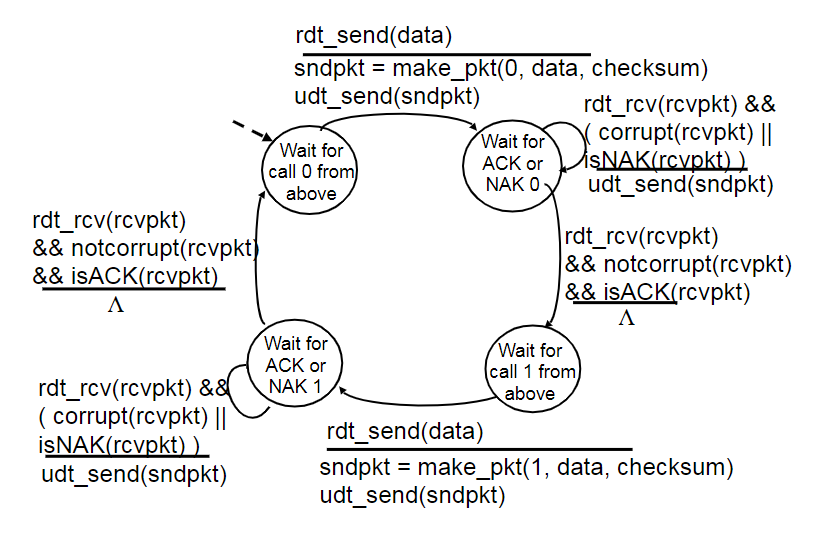 rdt_send(data)
sndpkt = make_pkt(0, data, checksum)
udt_send(sndpkt)
Wait for
call 0 from
above
Wait for
ACK or
NAK 0
rdt_rcv(rcvpkt) &&
( corrupt(rcvpkt) ||
isNAK(rcvpkt) )
udt_send(sndpkt)
rdt_rcv(rcvpkt)
&& notcorrupt(rcvpkt)
&& isACK(rcvpkt)
Λ
rdt_rcv(rcvpkt)
&& notcorrupt(rcvpkt)
&& isACK(rcvpkt)
Λ
Wait for
ACK or
NAK 1
Wait for
call 1 from
above
rdt_rcv(rcvpkt) &&
( corrupt(rcvpkt) ||
isNAK(rcvpkt) )
udt_send(sndpkt)
rdt_send(data)
sndpkt = make_pkt(1, data, checksum)
udt_send(sndpkt)